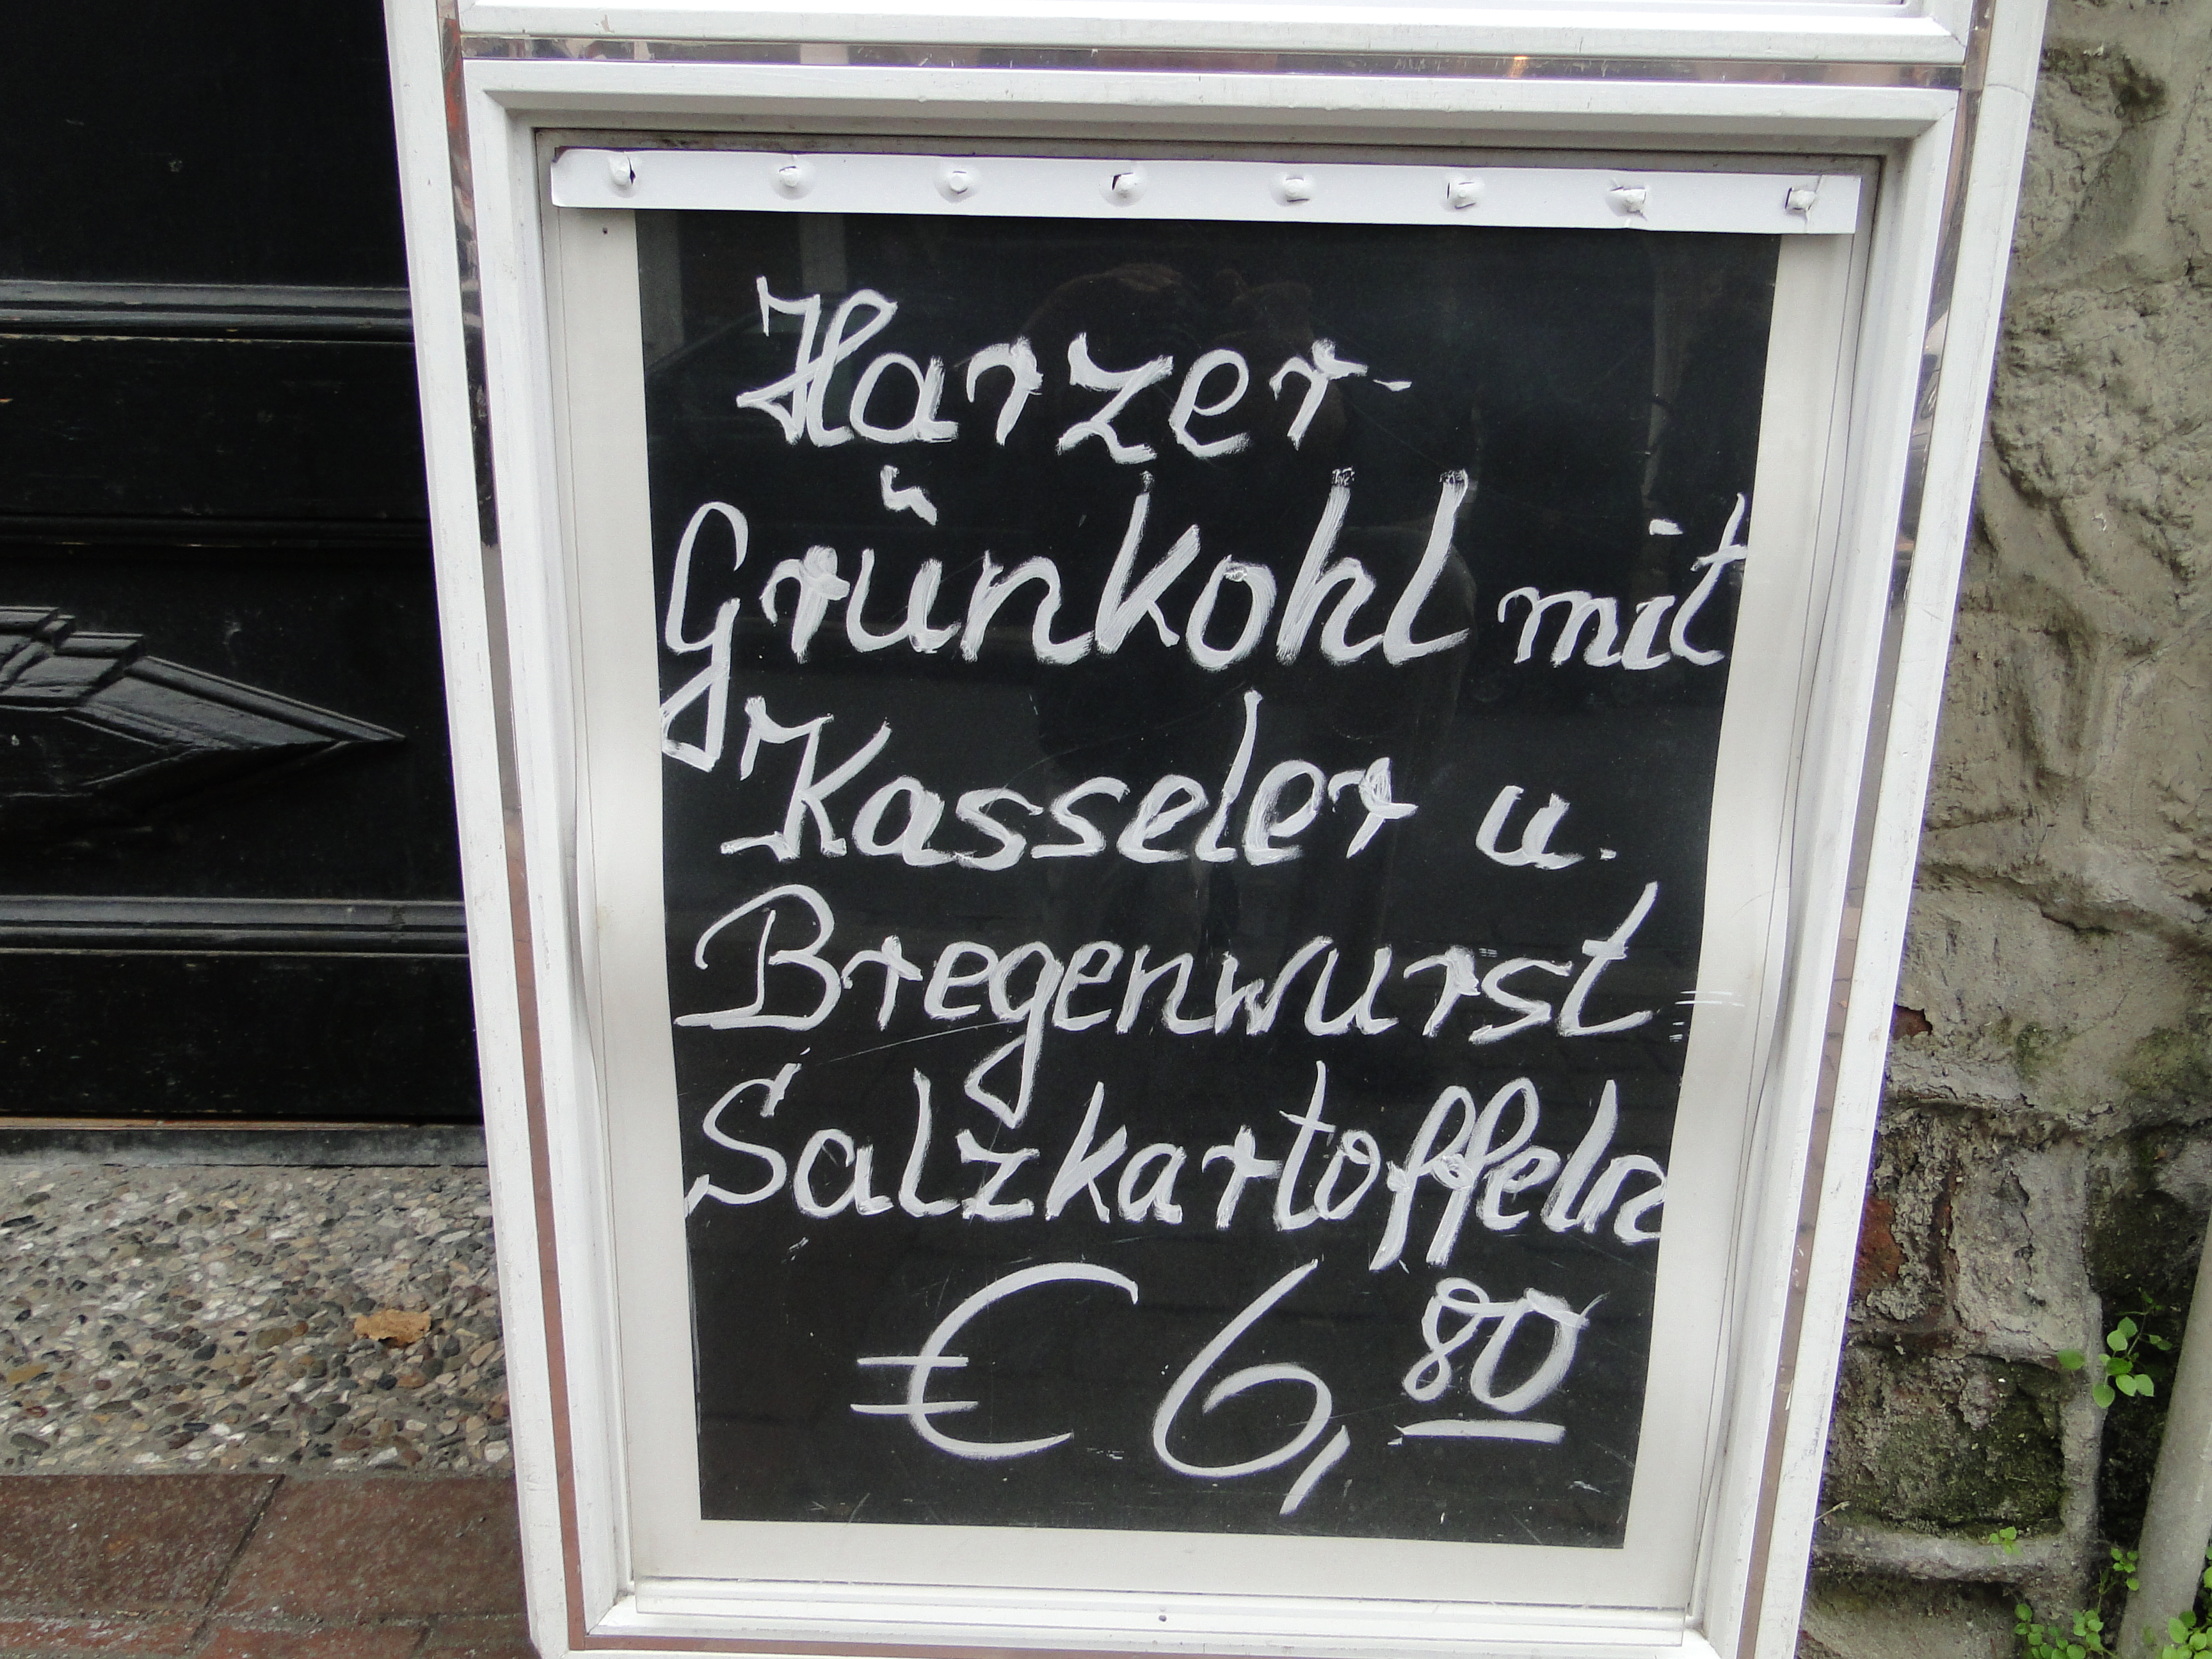 Harzer-
Grünkohl mit
Kasseler u.
Bregenwurst
Salzkartoffeln
€ 6,80